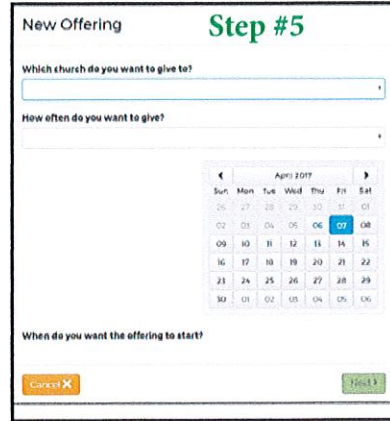 New Offering
Step #5
Which church do you want to give to?
How often do you want to give?
April 2017
Sun Mon Tue Wed Thu Fri Sat
26 27 28 29 30 31 01
02 03 04 05 06 07 08
09 10 11 12 13 14 15
16 17 18 19 20 21 22
23 24 25 26 27 28 29
30 01 02 03 04 05 06
When do you want the offering to start?
Cancel X
Next